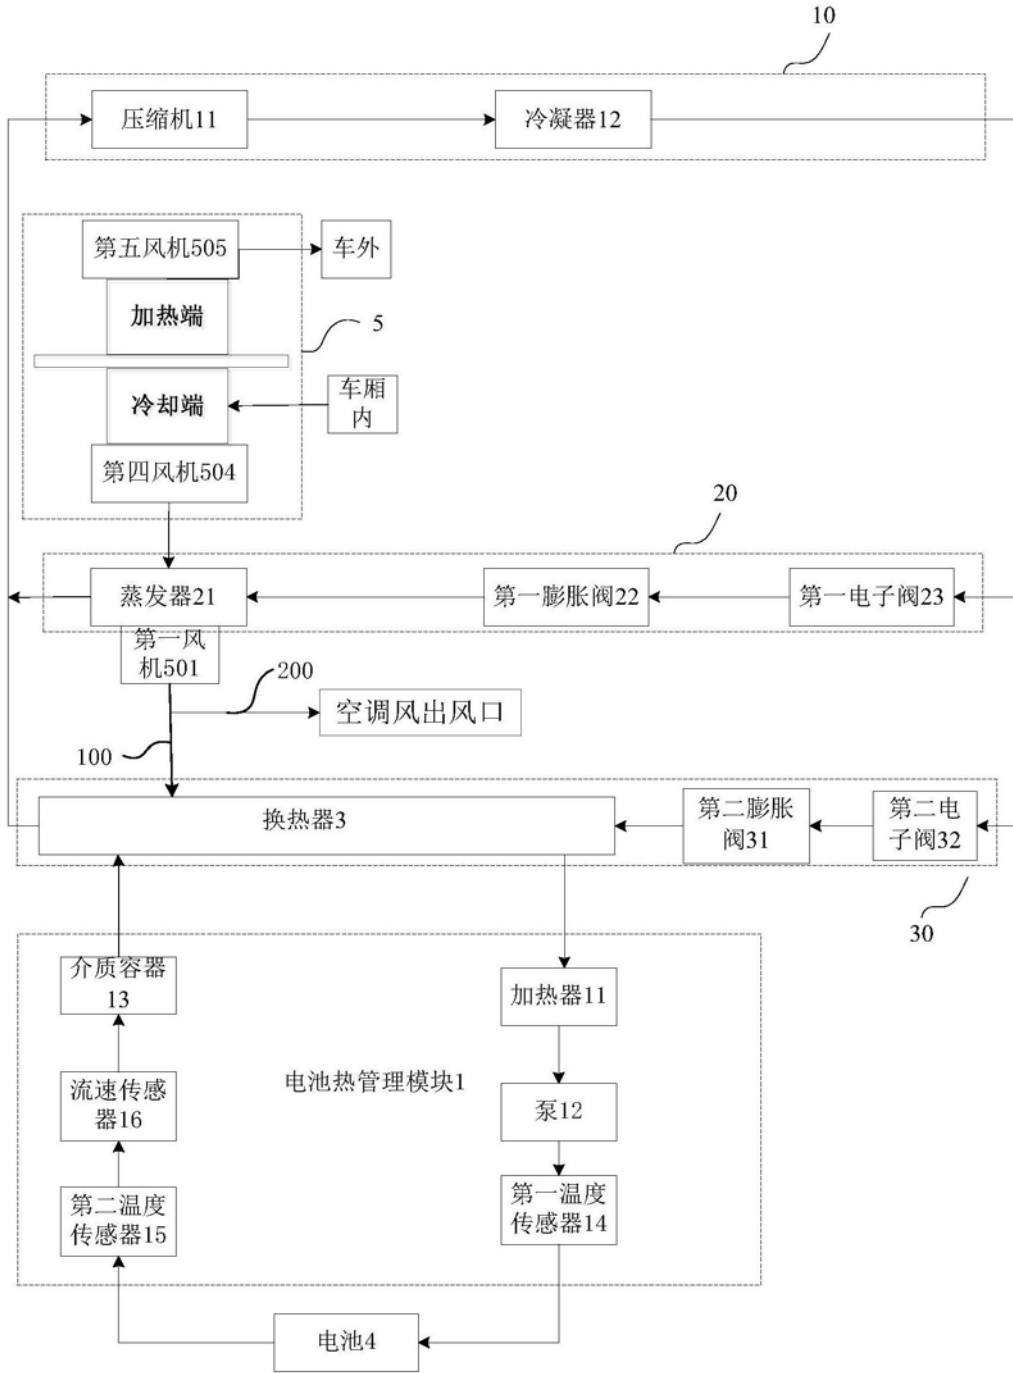 10
压缩机11
冷凝器12
第五风机505
车外
加热端
5
冷却端
车厢
内
第四风机504
20
蒸发器21
第一膨胀阀22
第一电子阀23
第一风
机501
200
空调风出风口
100
换热器3
第二膨胀
阀31
第二电
子阀32
30
介质容器
13
加热器11
电池热管理模块1
流速传感
器16
泵12
第二温度
传感器15
第一温度
传感器14
电池4